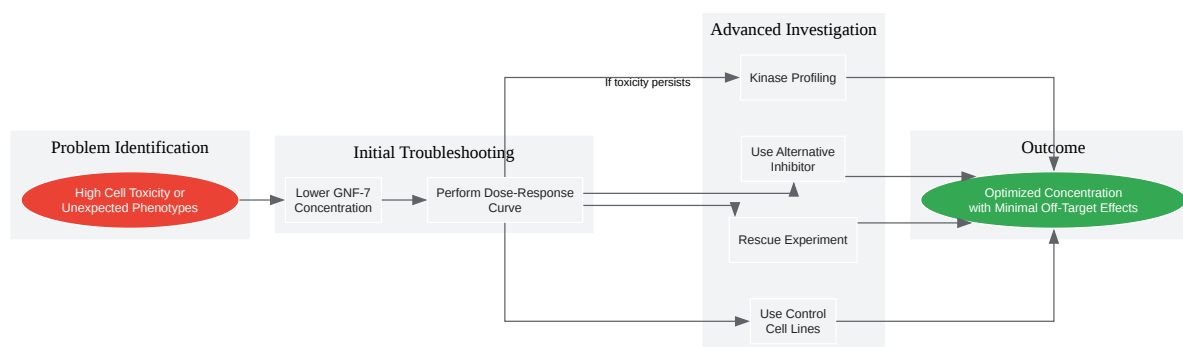 Problem Identification
High Cell Toxicity or
Unexpected Phenotypes
Initial Troubleshooting
Lower GNF-7
Concentration
Perform Dose-Response
Curve
If toxicity persists
Advanced Investigation
Kinase Profiling
Use Alternative
Inhibitor
Rescue Experiment
Use Control
Cell Lines
Outcome
Optimized Concentration
with Minimal Off-Target Effects